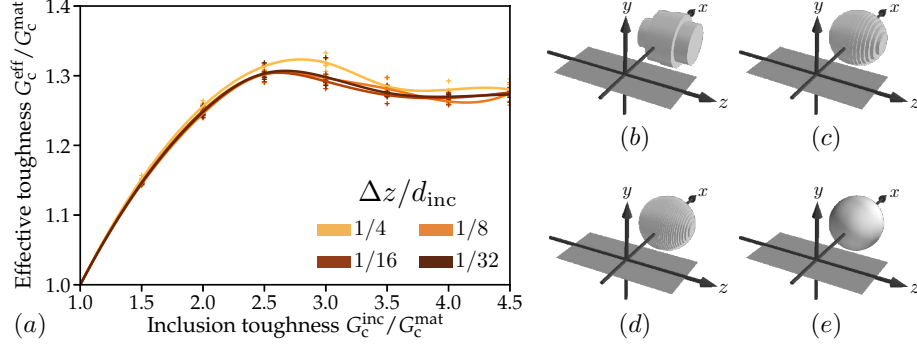 Effective toughness G_c^eff/G_c^mat
1.4
1.3
1.2
1.1
1.0
1.0 1.5 2.0 2.5 3.0 3.5 4.0 4.5
Inclusion toughness G_c^inc/G_c^mat
Δz/d_inc
1/4 1/8
1/16 1/32
(a)
y x z
(b)
y x z
(c)
y x z
(d)
y x z
(e)